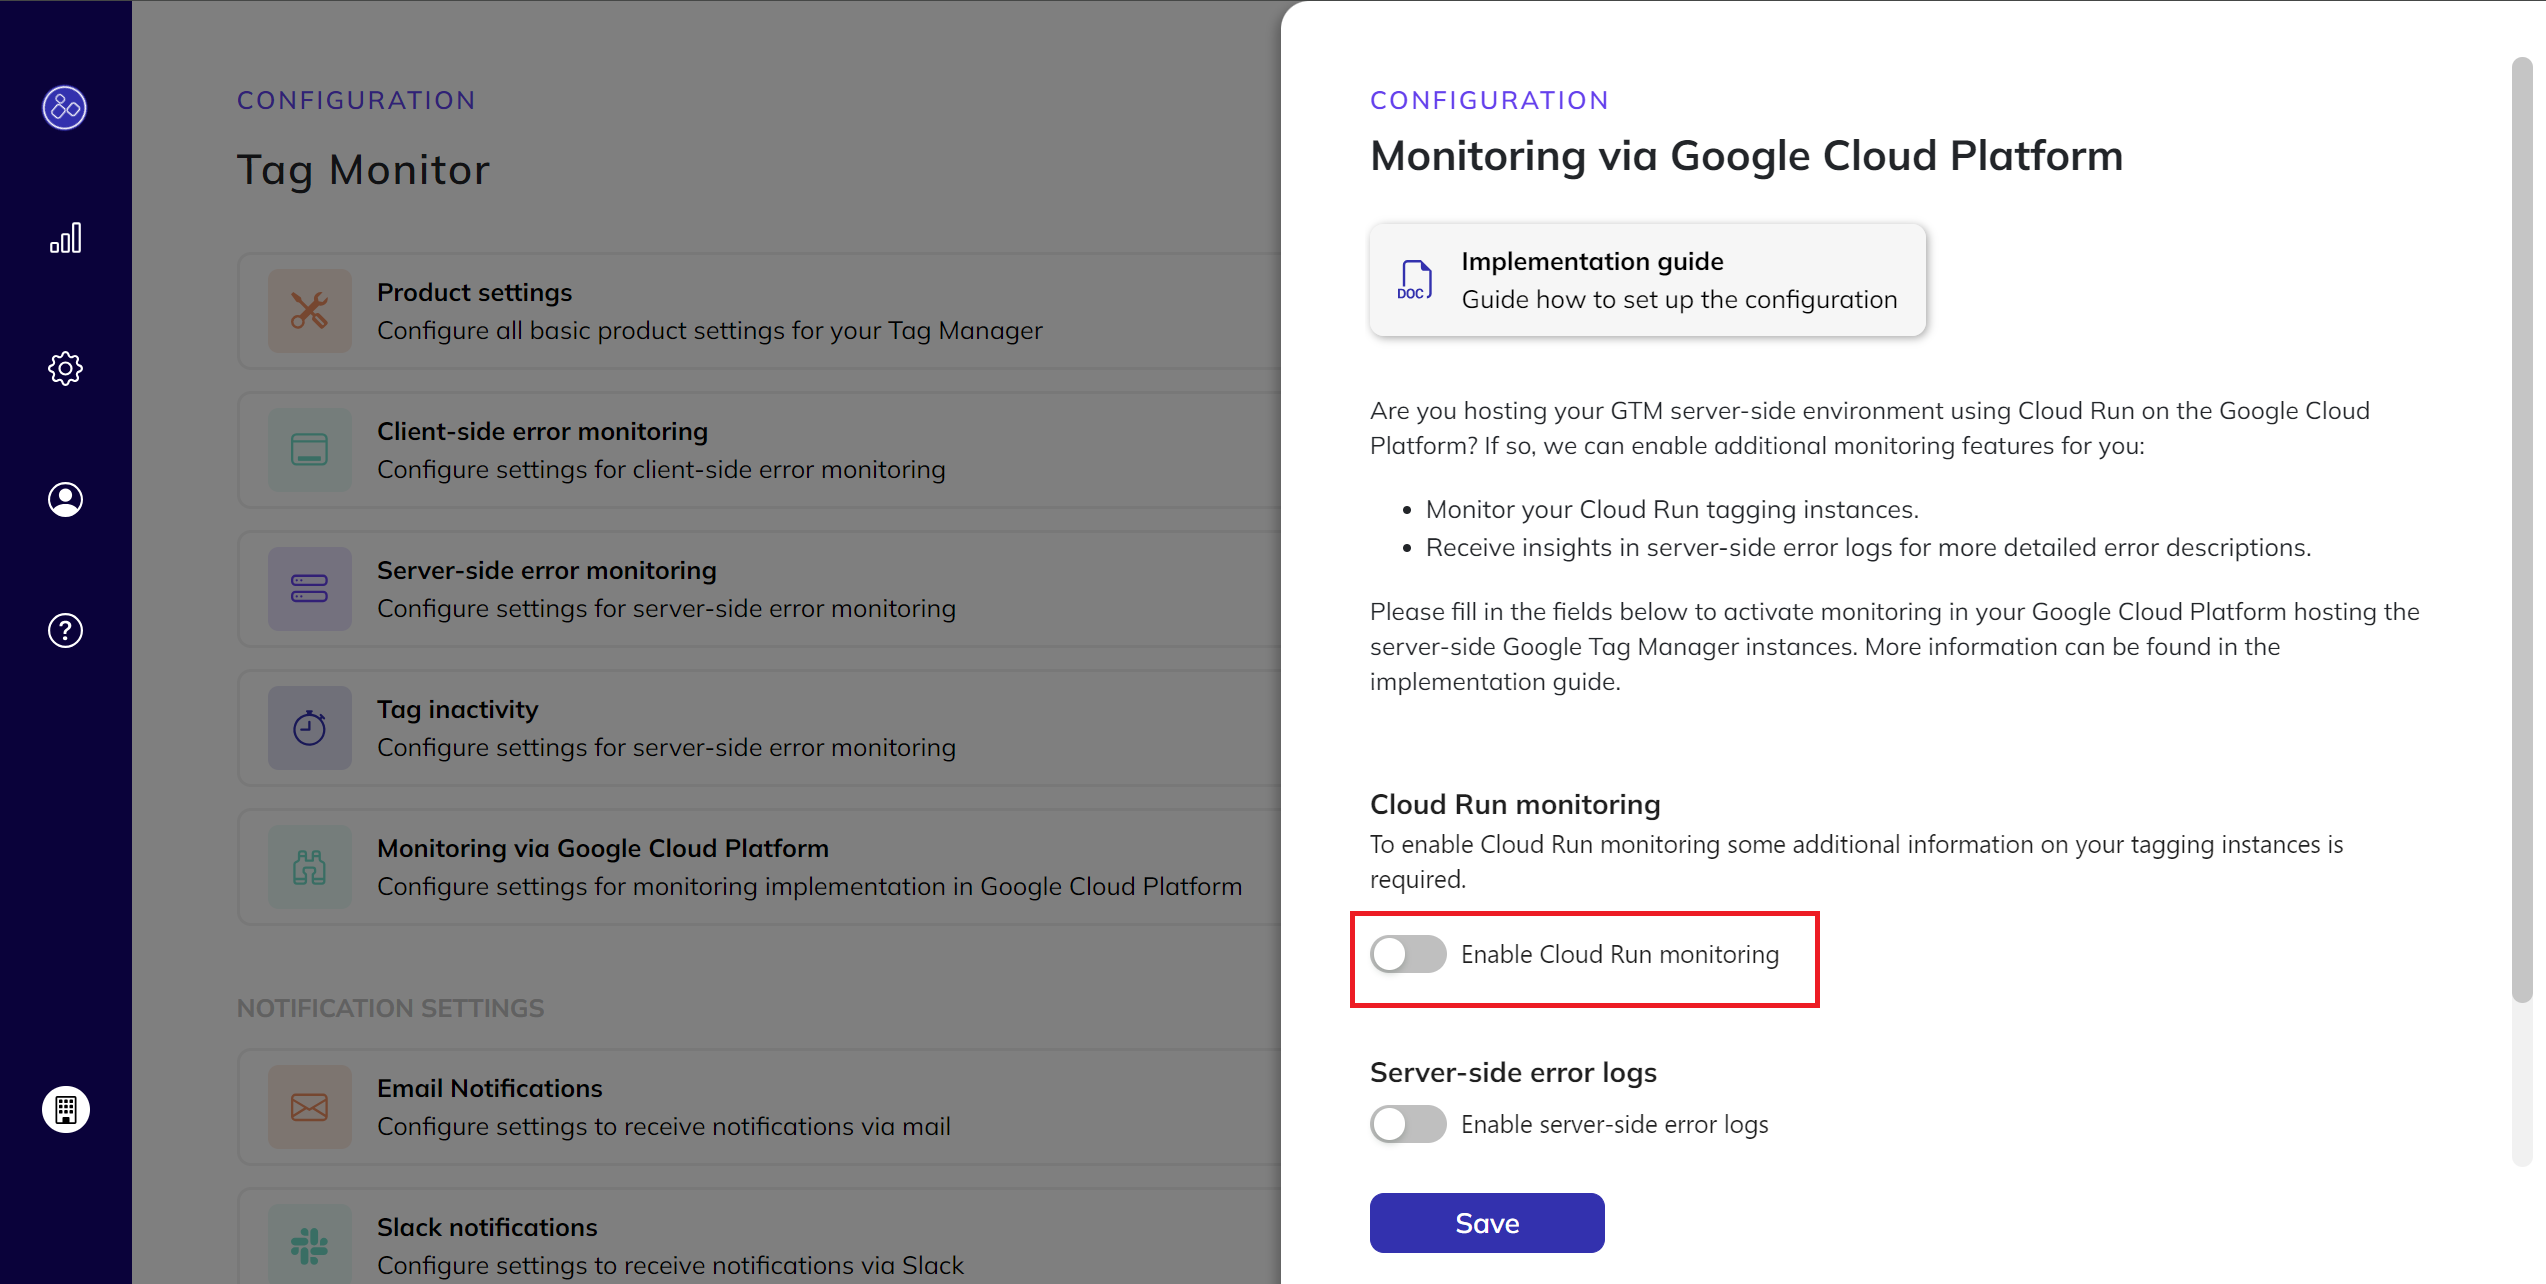 CONFIGURATION
Tag Monitor
Product settings
Configure all basic product settings for your Tag Manager
Client-side error monitoring
Configure settings for client-side error monitoring
Server-side error monitoring
Configure settings for server-side error monitoring
Tag inactivity
Configure settings for server-side error monitoring
Monitoring via Google Cloud Platform
Configure settings for monitoring implementation in Google Cloud Platform
NOTIFICATION SETTINGS
Email Notifications
Configure settings to receive notifications via mail
Slack notifications
Configure settings to receive notifications via Slack
CONFIGURATION
Monitoring via Google Cloud Platform
DOC
Implementation guide
Guide how to set up the configuration
Are you hosting your GTM server-side environment using Cloud Run on the Google Cloud
Platform? If so, we can enable additional monitoring features for you:
• Monitor your Cloud Run tagging instances.
• Receive insights in server-side error logs for more detailed error descriptions.
Please fill in the fields below to activate monitoring in your Google Cloud Platform hosting the
server-side Google Tag Manager instances. More information can be found in the
implementation guide.
Cloud Run monitoring
To enable Cloud Run monitoring some additional information on your tagging instances is
required.
Enable Cloud Run monitoring
Server-side error logs
Enable server-side error logs
Save